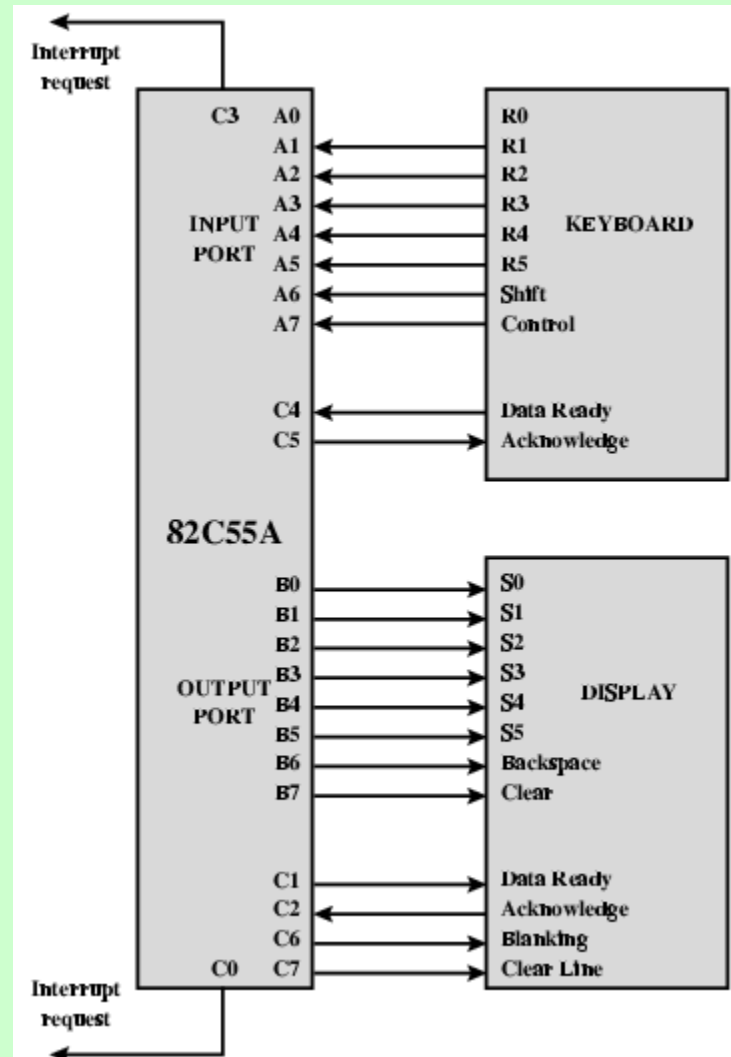 Interrupt
request
C3
A0
A1
A2
A3
A4
A5
A6
A7
INPUT
PORT
C4
C5
R0
R1
R2
R3
R4
R5
Shift
Control
KEYBOARD
Data Ready
Acknowledge
82C55A
B0
B1
B2
B3
B4
B5
B6
B7
OUTPUT
PORT
C1
C2
C6
C0 C7
S0
S1
S2
S3
S4
S5
Backspace
Clear
DISPLAY
Data Ready
Acknowledge
Blanking
Clear Line
Interrupt
request